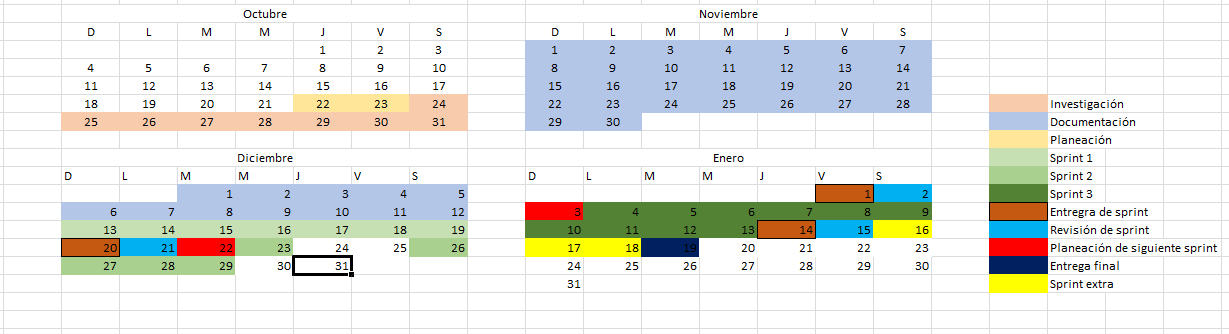 Octubre
D L M M J V S
1 2 3
4 5 6 7 8 9 10
11 12 13 14 15 16 17
18 19 20 21 22 23 24
25 26 27 28 29 30 31
Noviembre
D L M M J V S
1 2 3 4 5 6 7
8 9 10 11 12 13 14
15 16 17 18 19 20 21
22 23 24 25 26 27 28
29 30
Diciembre
D L M M J V S
1 2 3 4 5
6 7 8 9 10 11 12
13 14 15 16 17 18 19
20 21 22 23 24 25 26
27 28 29 30 31
Enero
D L M M J V S
1 2
3 4 5 6 7 8 9
10 11 12 13 14 15 16
17 18 19 20 21 22 23
24 25 26 27 28 29 30
31
Investigación
Documentación
Planeación
Sprint 1
Sprint 2
Sprint 3
Entregra de sprint
Revisión de sprint
Planeación de siguiente sprint
Entrega final
Sprint extra